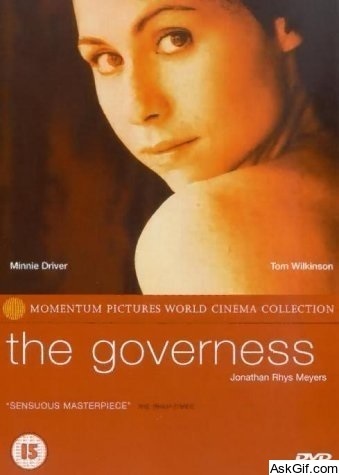 Minnie Driver
Tom Wilkinson
MOMENTUM PICTURES WORLD CINEMA COLLECTION
the governess
Jonathan Rhys Meyers
"SENSUOUS MASTERPIECE"
15
DVD
AskGif.com